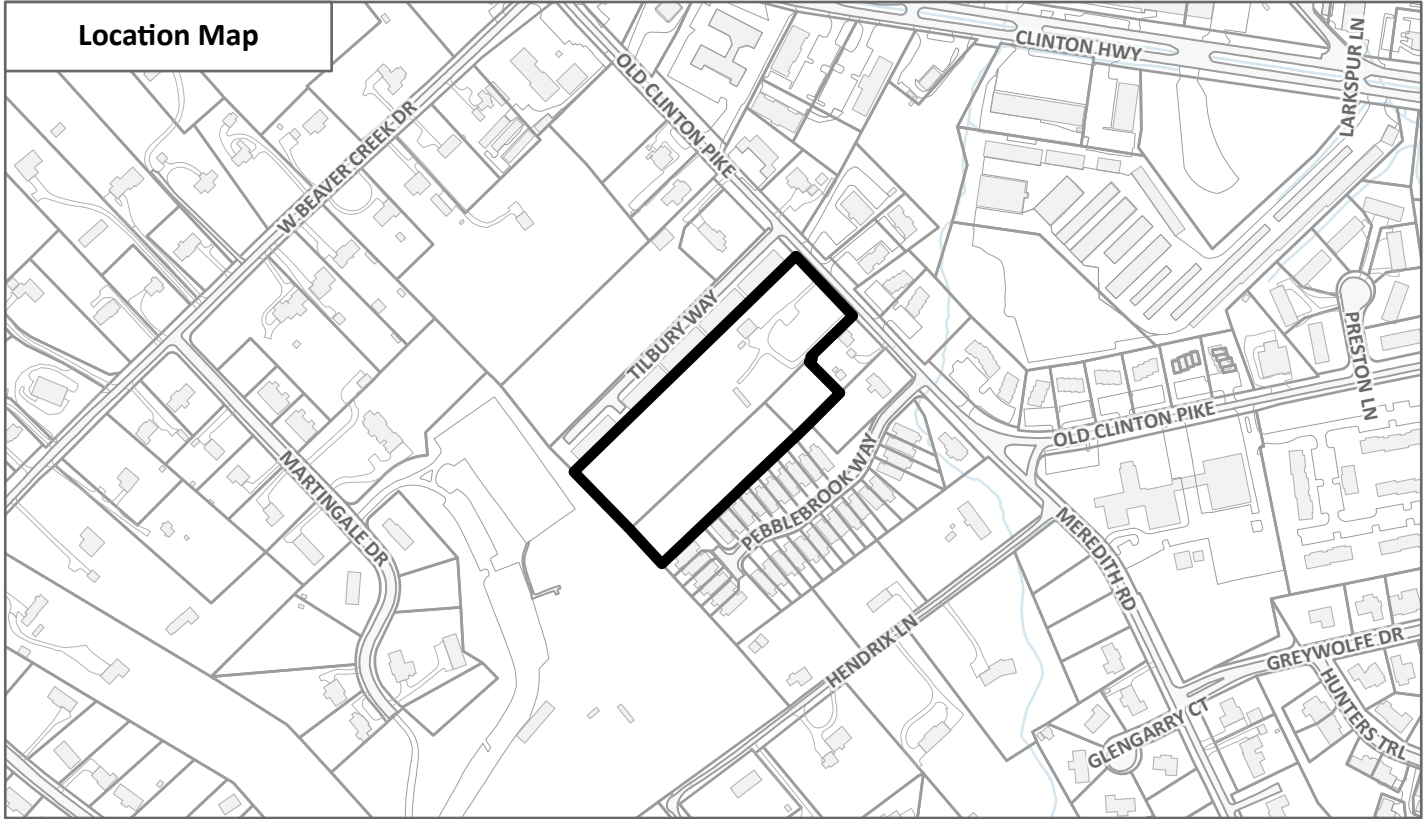 Location Map
CLINTON HWY
LARKSPUR LN
OLD CLINTON PIKE
W BEAVER CREEK DR
TILBURY WAY
PRESTON LN
OLD CLINTON PIKE
PEBBLEBROOK WAY
MARTINGALE DR
MEREDITH RD
HENDRIX LN
GREYWOLFE DR
HUNTERS TRL
GLENGARRY CT